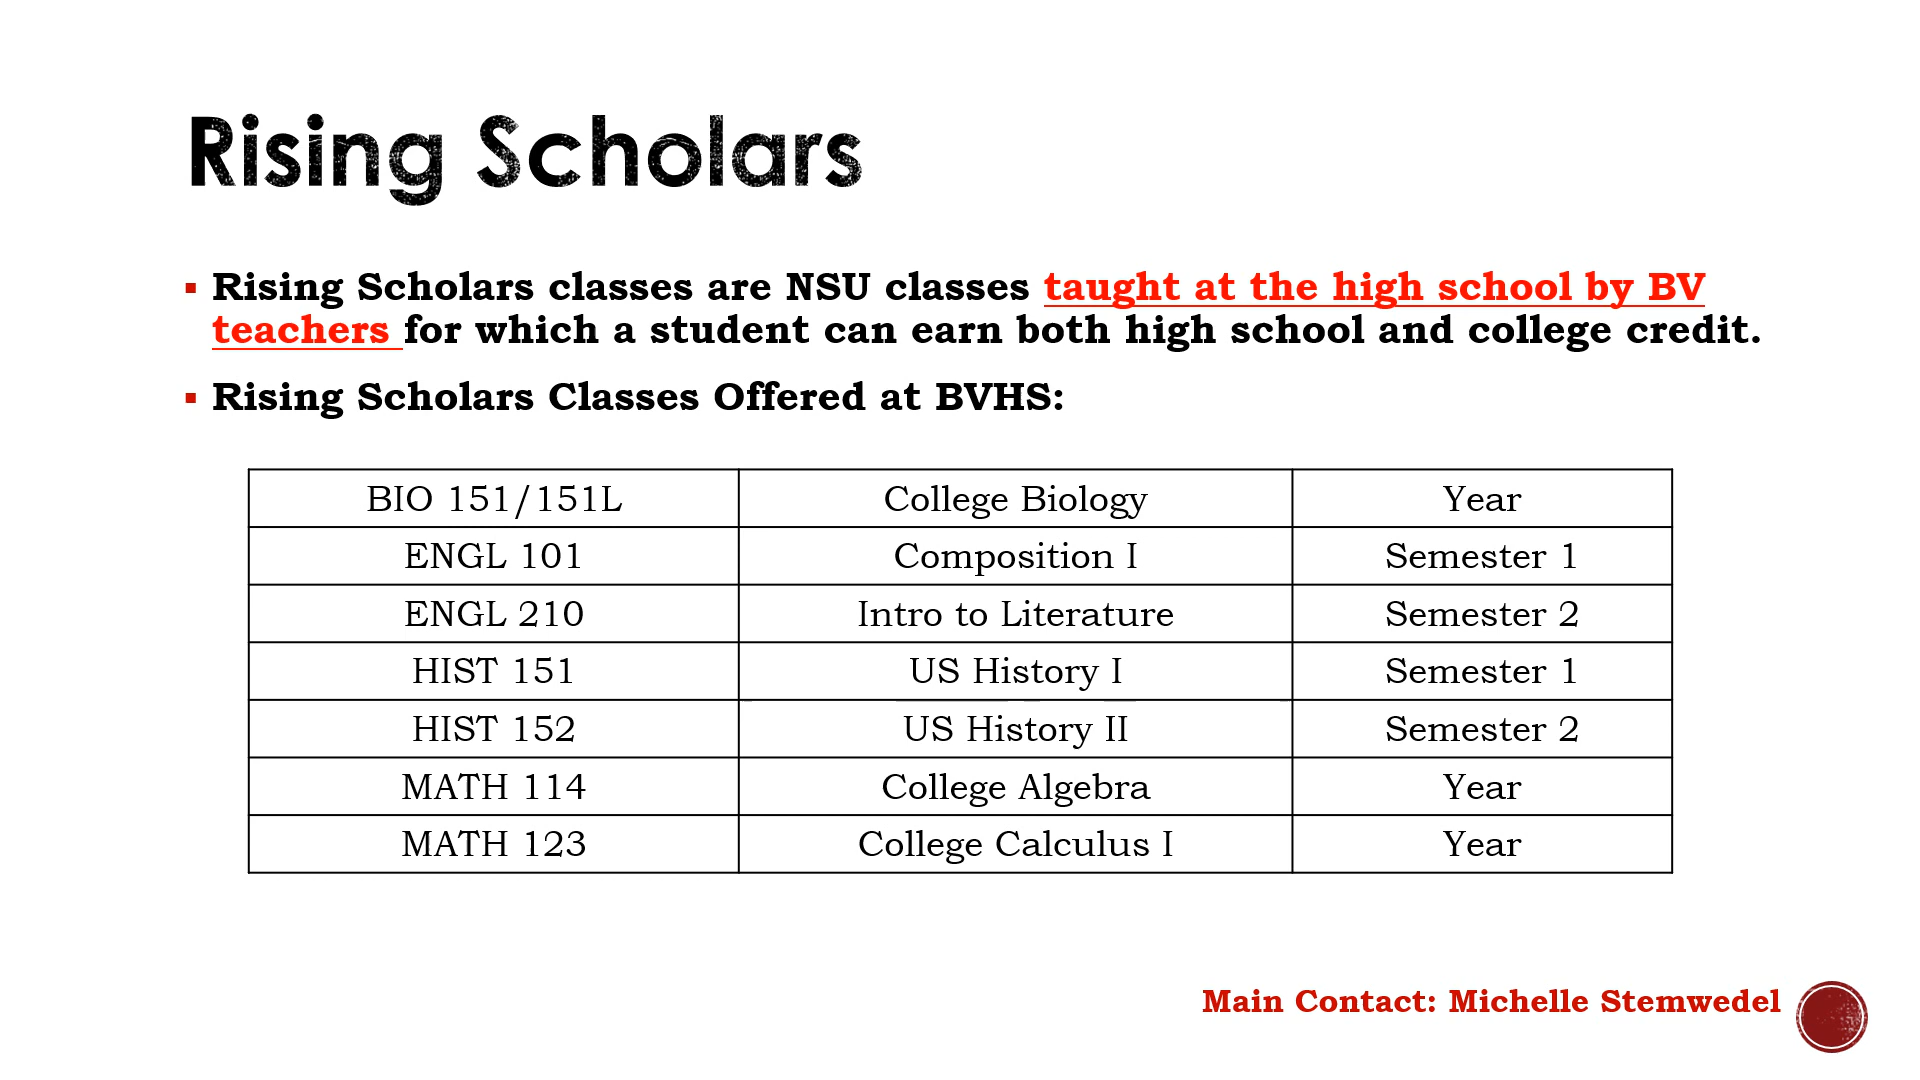 Rising Scholars
▪ Rising Scholars classes are NSU classes taught at the high school by BV
teachers for which a student can earn both high school and college credit.
▪ Rising Scholars Classes Offered at BVHS:
BIO 151/151L College Biology Year
ENGL 101 Composition I Semester 1
ENGL 210 Intro to Literature Semester 2
HIST 151 US History I Semester 1
HIST 152 US History II Semester 2
MATH 114 College Algebra Year
MATH 123 College Calculus I Year
Main Contact: Michelle Stemwedel